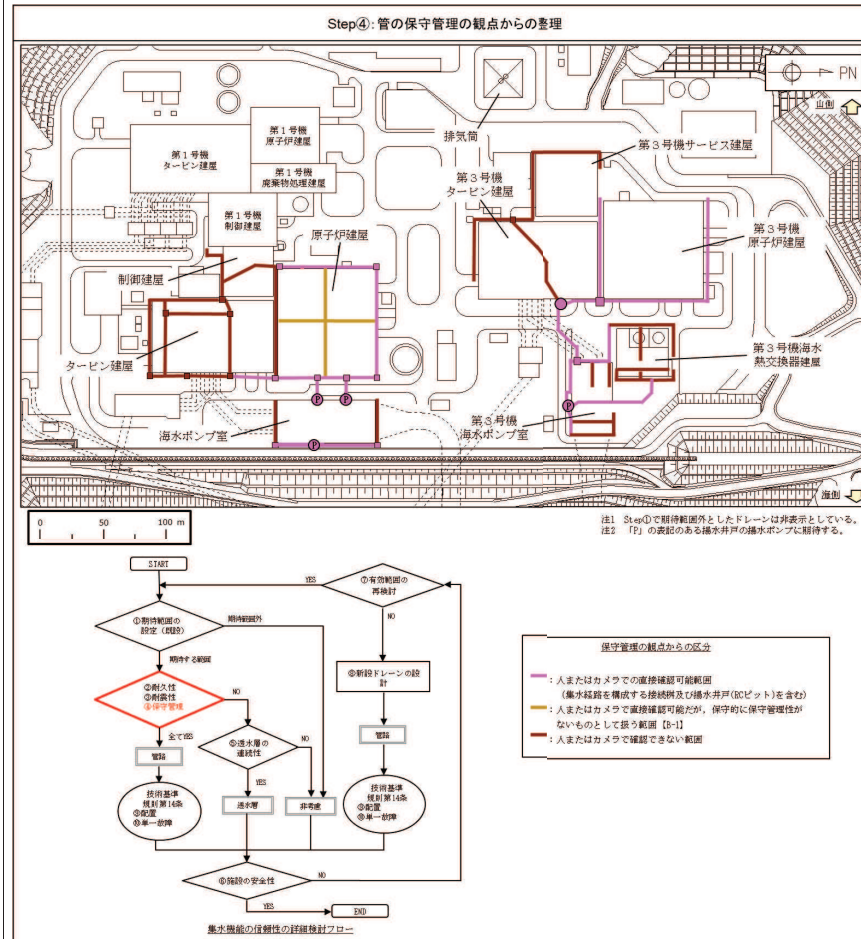 Step④:管の保守管理の観点からの整理
PN
山側
排気筒
第3号機サービス建屋
第1号機
原子炉建屋
第1号機
タービン建屋
第1号機
廃棄物処理建屋
第3号機
タービン建屋
第1号機
制御建屋
原子炉建屋
第3号機
原子炉建屋
制御建屋
タービン建屋
第3号機海水
熱交換器建屋
P
P
P
P
海水ポンプ室
第3号機
海水ポンプ室
海側
0 50 100 m
注1 Step①で期待範囲外としたドレーンは非表示としている。
注2 「P」の表記のある揚水井戸の揚水ポンプに期待する。
START
YES
⑦有効範囲の
再検討
①期待範囲の
設定(既設)
期待範囲外
NO
期待する範囲
⑧新設ドレーンの設
計
②耐久性
③耐震性
④保守管理
NO
全てYES
⑤透水層の
連続性
NO
管路
管路
YES
技術基準
規則第14条
⑨配置
⑩単一故障
透水層
非考慮
技術基準
規則第14条
⑨配置
⑩単一故障
⑥施設の安全性
NO
YES
END
集水機能の信頼性の詳細検討フロー
保守管理の観点からの区分
:人またはカメラでの直接確認可能範囲
(集水経路を構成する接続桝及び揚水井戸(RCピット)を含む)
:人またはカメラで直接確認可能だが,保守的に保守管理性が
ないものとして扱う範囲【B-1】
:人またはカメラで確認できない範囲